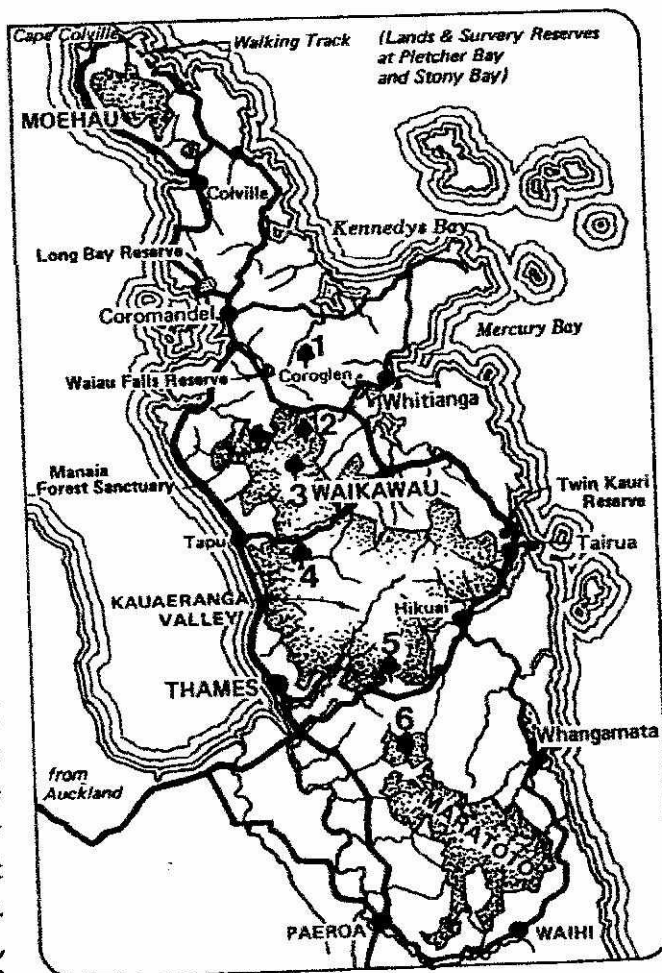 Cape Colville
Walking Track
(Lands & Survery Reserves
at Pletcher Bay
and Stony Bay)
MOEHAU
Colville
Kennedys Bay
Long Bay Reserve
Coromandel
Mercury Bay
1
Waiau Falls Reserve
Coroglen
Whitianga
7
2
Manaia
Forest Sanctuary
3
WAIKAWAU
Twin Kauri
Reserve
Tapu
4
Tairua
KAUAERANGA
VALLEY
Hikuai
5
THAMES
6
Whangamata
from
Auckland
MARATOTO
PAEROA
WAIHI